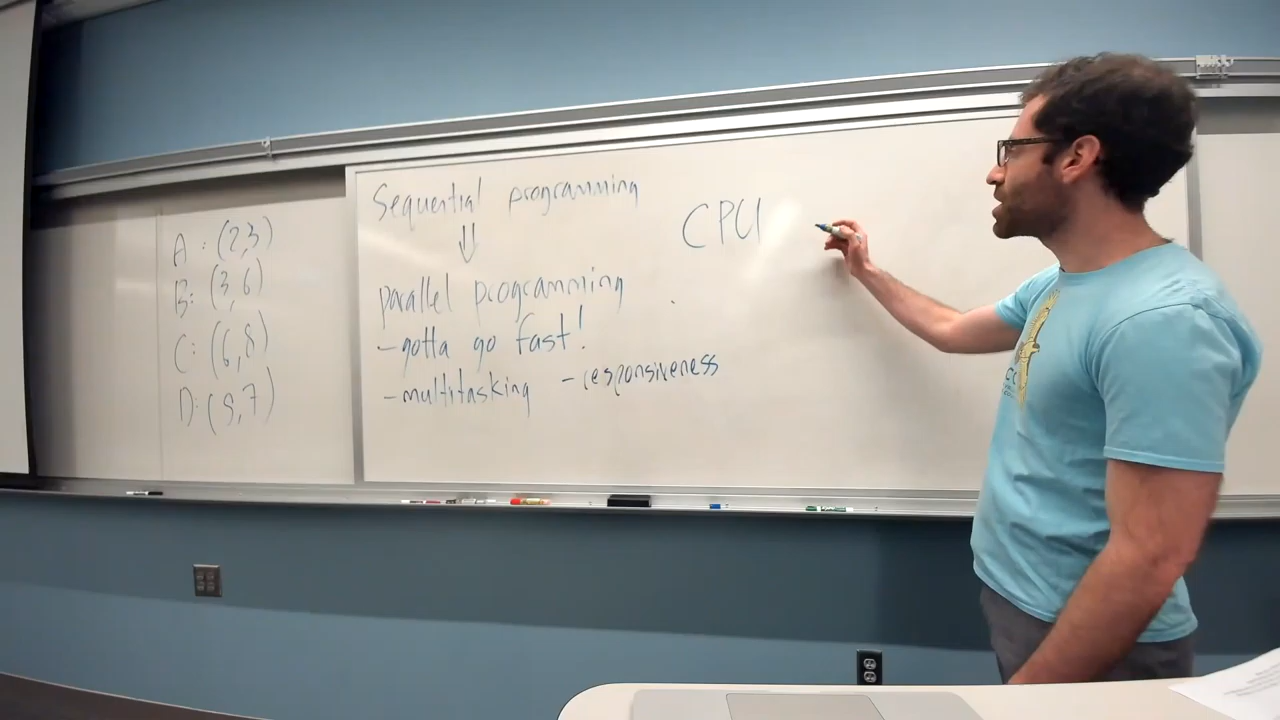 A: (2,3)
B: (3,6)
C: (6,8)
D: (9,7)
Sequential programming
⇓
parallel programming
- gotta go fast!
- multitasking - responsiveness
CPU